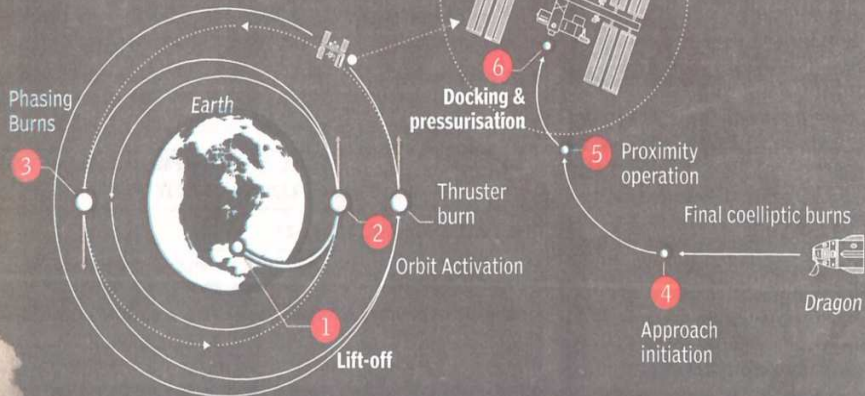 Phasing
Burns
3
Earth
6
Docking &
pressurisation
5
Proximity
operation
Thruster
burn
2
Final coelliptic burns
Orbit Activation
4
Dragon
1
Approach
initiation
Lift-off